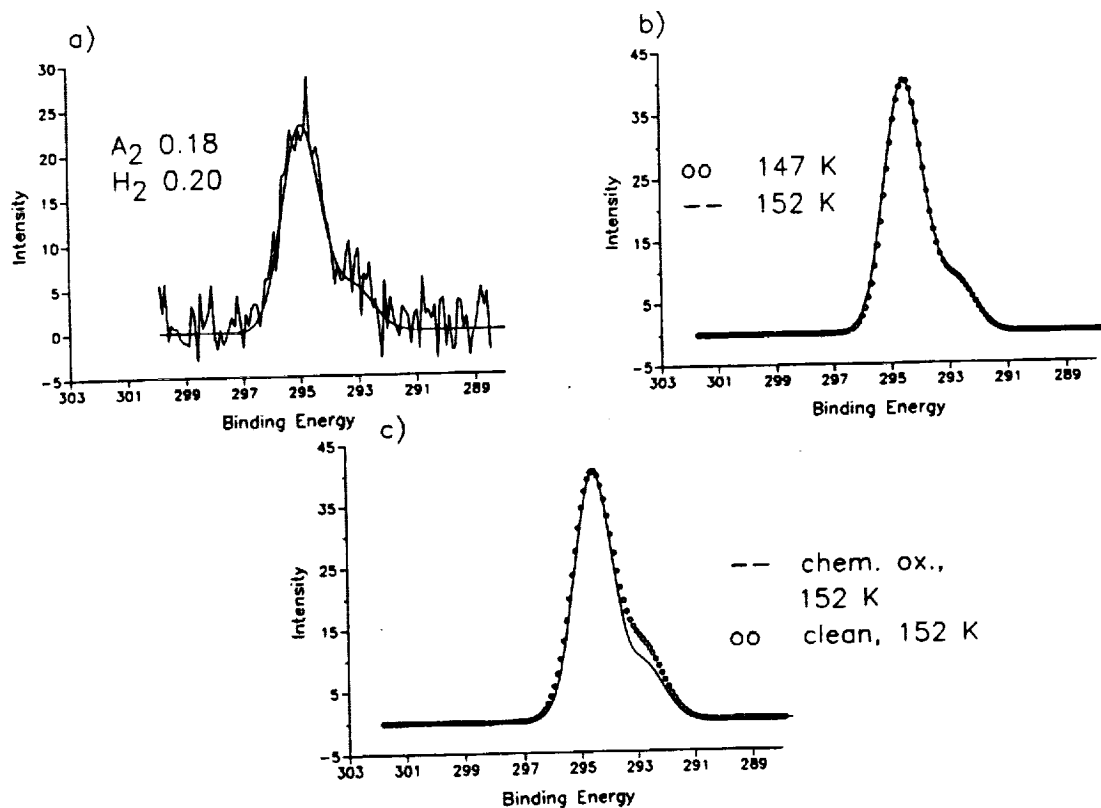 a)
30
25
20
15
10
5
0
−5
Intensity
A2 0.18
H2 0.20
303 301 299 297 295 293 291 289
Binding Energy
b)
45
35
25
15
5
−5
Intensity
oo 147 K
-- 152 K
303 301 299 297 295 293 291 289
Binding Energy
c)
45
35
25
15
5
−5
Intensity
-- chem. ox.,
152 K
oo clean, 152 K
303 301 299 297 295 293 291 289
Binding Energy